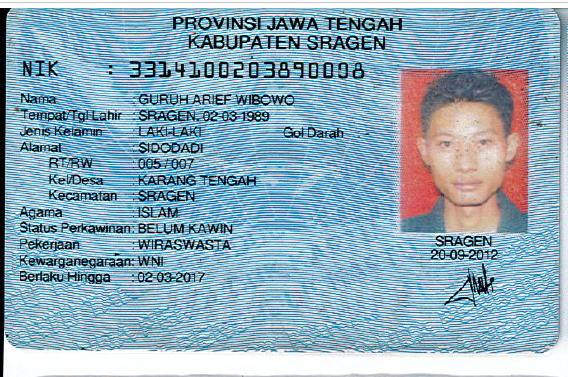 PROVINSI JAWA TENGAH
KABUPATEN SRAGEN
NIK : 3314100203890008
Nama : GURUH ARIEF WIBOWO
Tempat/Tgl Lahir : SRAGEN, 02-03-1989
Jenis Kelamin : LAKI-LAKI Gol Darah : -
Alamat : SIDODADI
RT/RW : 005 / 007
Kel/Desa : KARANG TENGAH
Kecamatan : SRAGEN
Agama : ISLAM
Status Perkawinan: BELUM KAWIN
Pekerjaan : WIRASWASTA
Kewarganegaraan: WNI
Berlaku Hingga : 02-03-2017
SRAGEN
20-09-2012